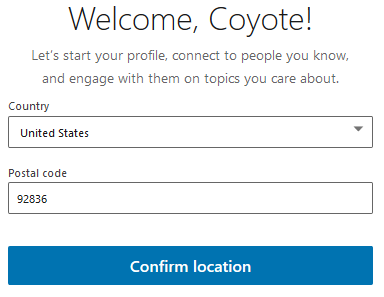 Welcome, Coyote!
Let's start your profile, connect to people you know,
and engage with them on topics you care about.
Country
United States
Postal code
92836
Confirm location